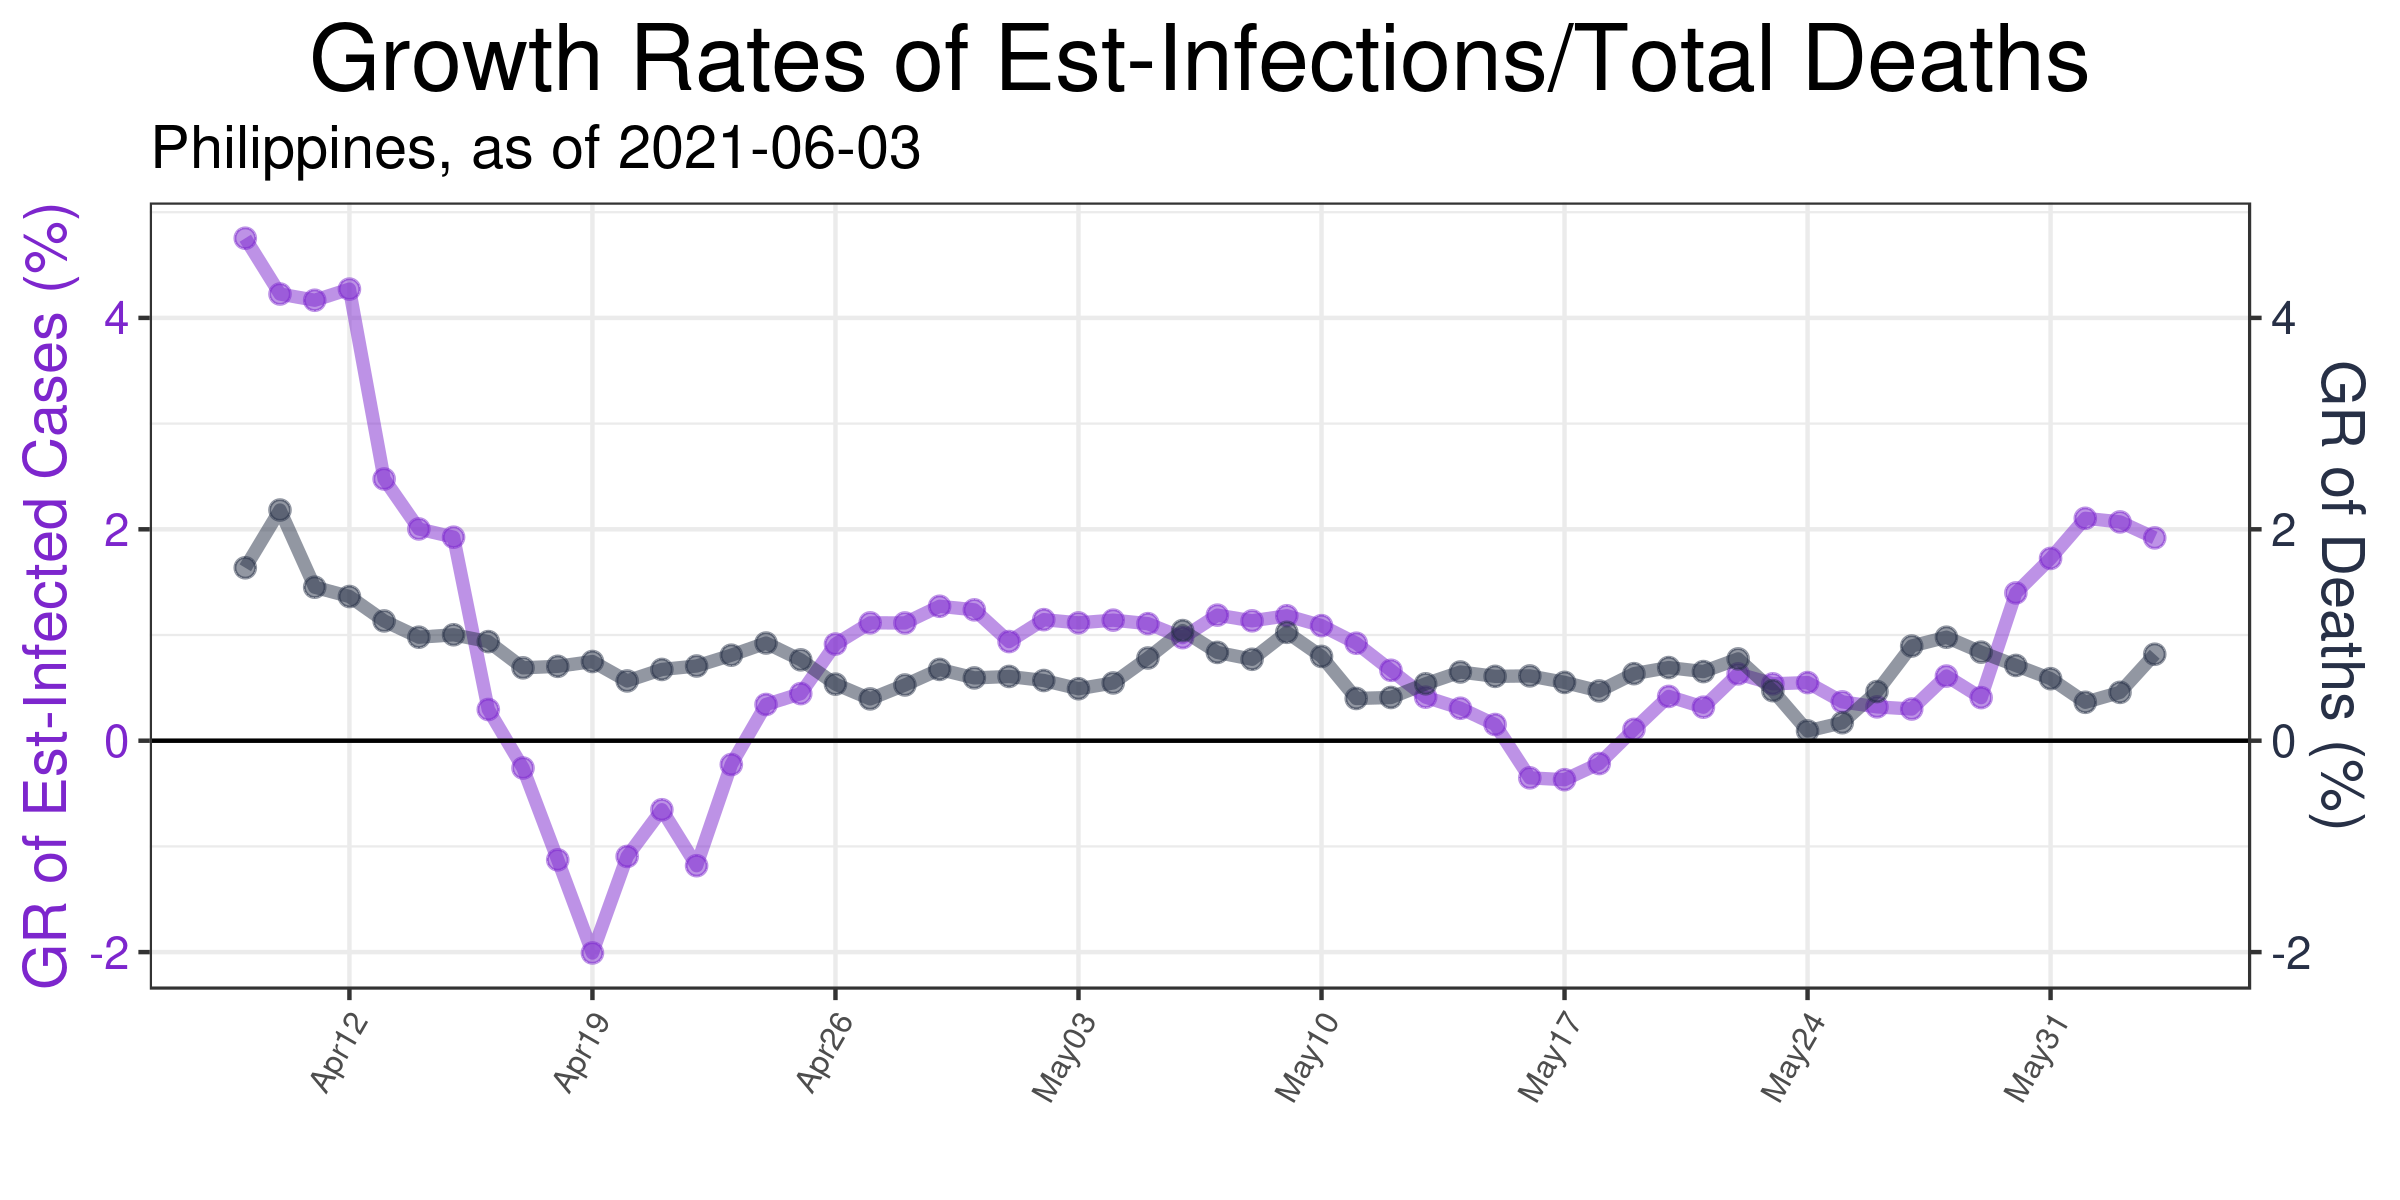 Growth Rates of Est-Infections/Total Deaths
Philippines, as of 2021-06-03
GR of Est-Infected Cases (%)
4
2
0
-2
4
2
0
-2
GR of Deaths (%)
Apr12
Apr19
Apr26
May03
May10
May17
May24
May31